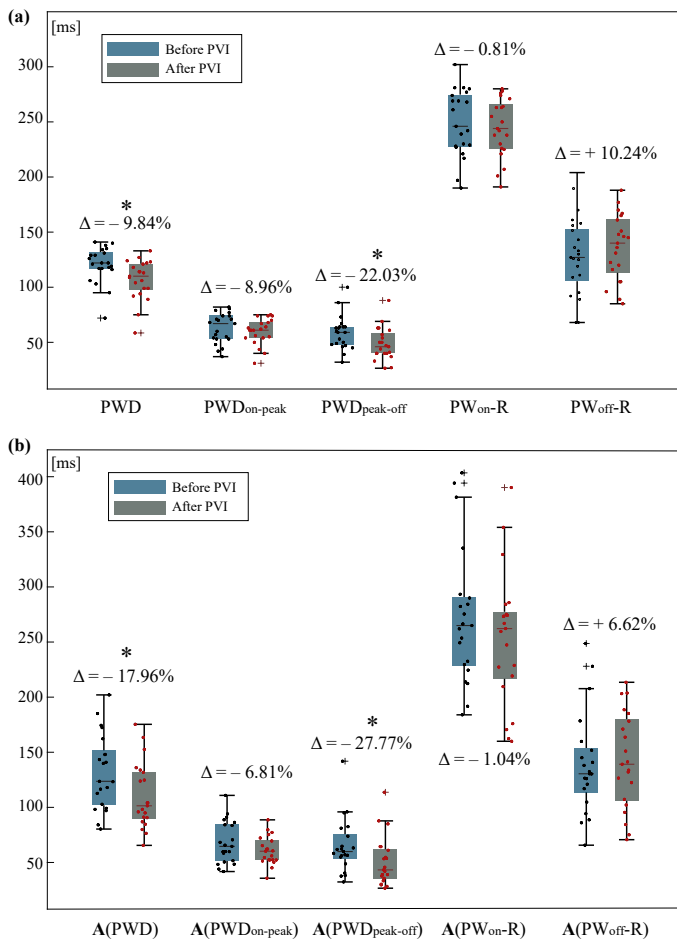 (a)
[ms]
Before PVI
After PVI
300
250
200
150
100
50
*
Δ = – 9.84%
Δ = – 8.96%
*
Δ = – 22.03%
Δ = – 0.81%
Δ = + 10.24%
PWD
PWDon-peak
PWDpeak-off
PWon-R
PWoff-R
(b)
[ms]
Before PVI
After PVI
400
350
300
250
200
150
100
50
*
Δ = – 17.96%
Δ = – 6.81%
*
Δ = – 27.77%
Δ = – 1.04%
Δ = + 6.62%
A(PWD)
A(PWDon-peak)
A(PWDpeak-off)
A(PWon-R)
A(PWoff-R)